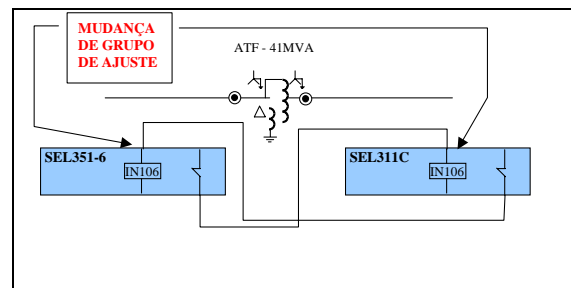 MUDANÇA
DE GRUPO
DE AJUSTE
ATF - 41MVA
SEL351-6
IN106
SEL311C
IN106